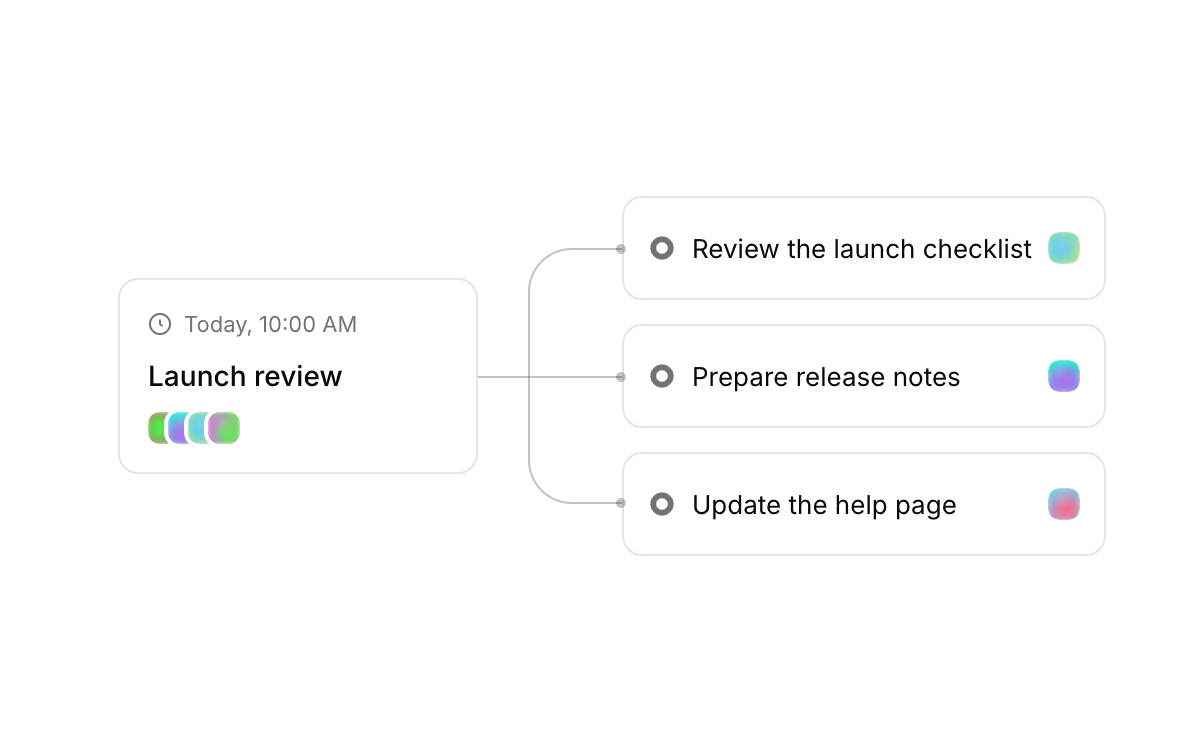 Today, 10:00 AM
Launch review
Review the launch checklist
Prepare release notes
Update the help page